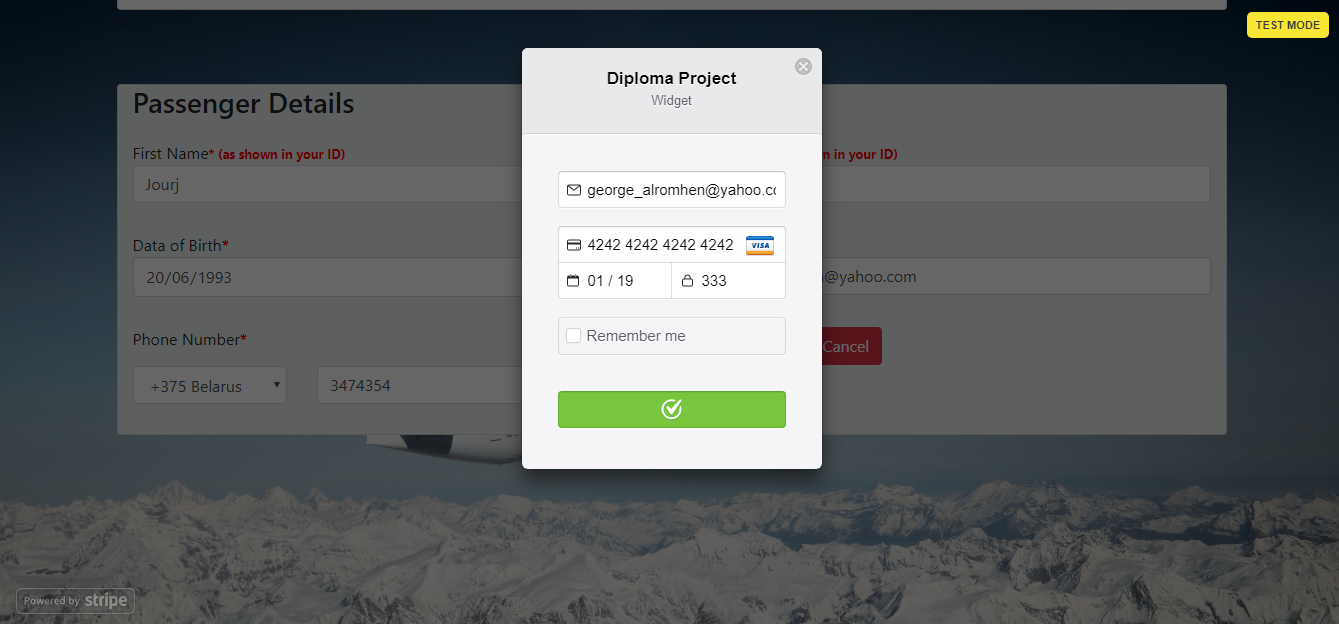 TEST MODE
Diploma Project
Widget
Passenger Details
First Name* (as shown in your ID)
in your ID)
Jourj
george_alromhen@yahoo.co
4242 4242 4242 4242
VISA
Data of Birth*
20/06/1993
01 / 19
333
@yahoo.com
Phone Number*
Remember me
Cancel
+375 Belarus
3474354
Powered by stripe